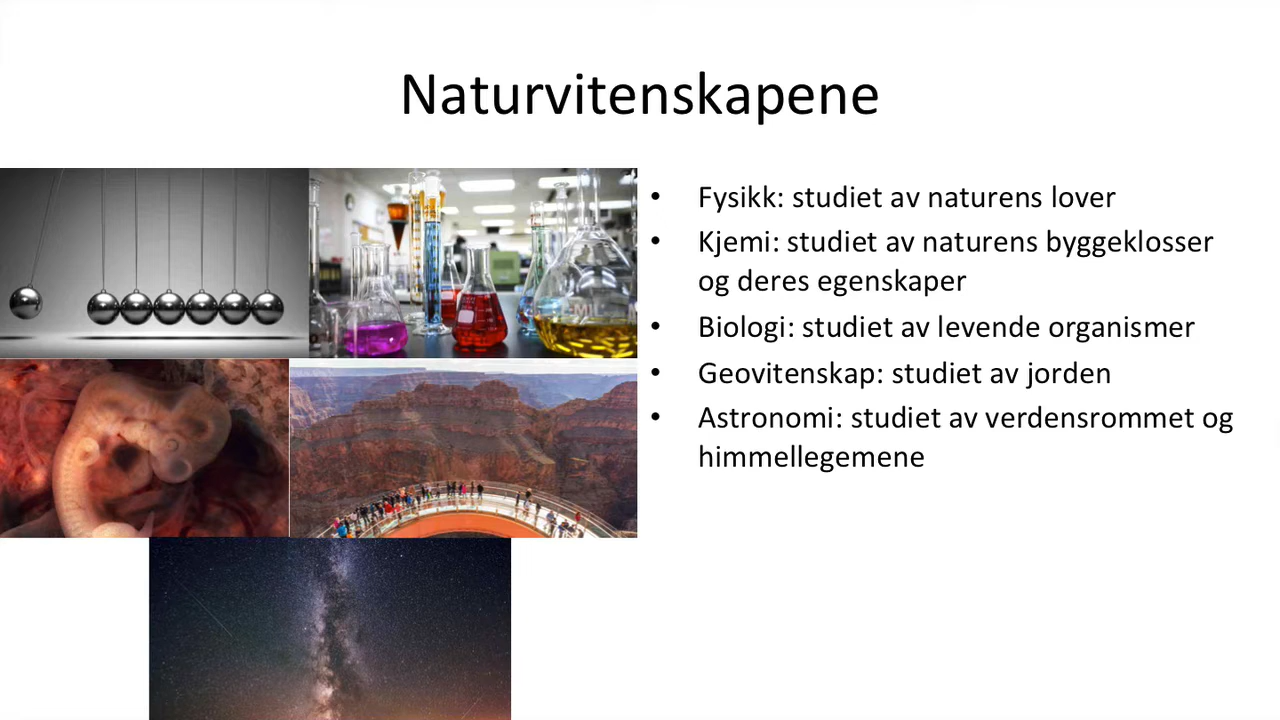 Naturvitenskapene
• Fysikk: studiet av naturens lover
• Kjemi: studiet av naturens byggeklosser
og deres egenskaper
• Biologi: studiet av levende organismer
• Geovitenskap: studiet av jorden
• Astronomi: studiet av verdensrommet og
himmellegemene